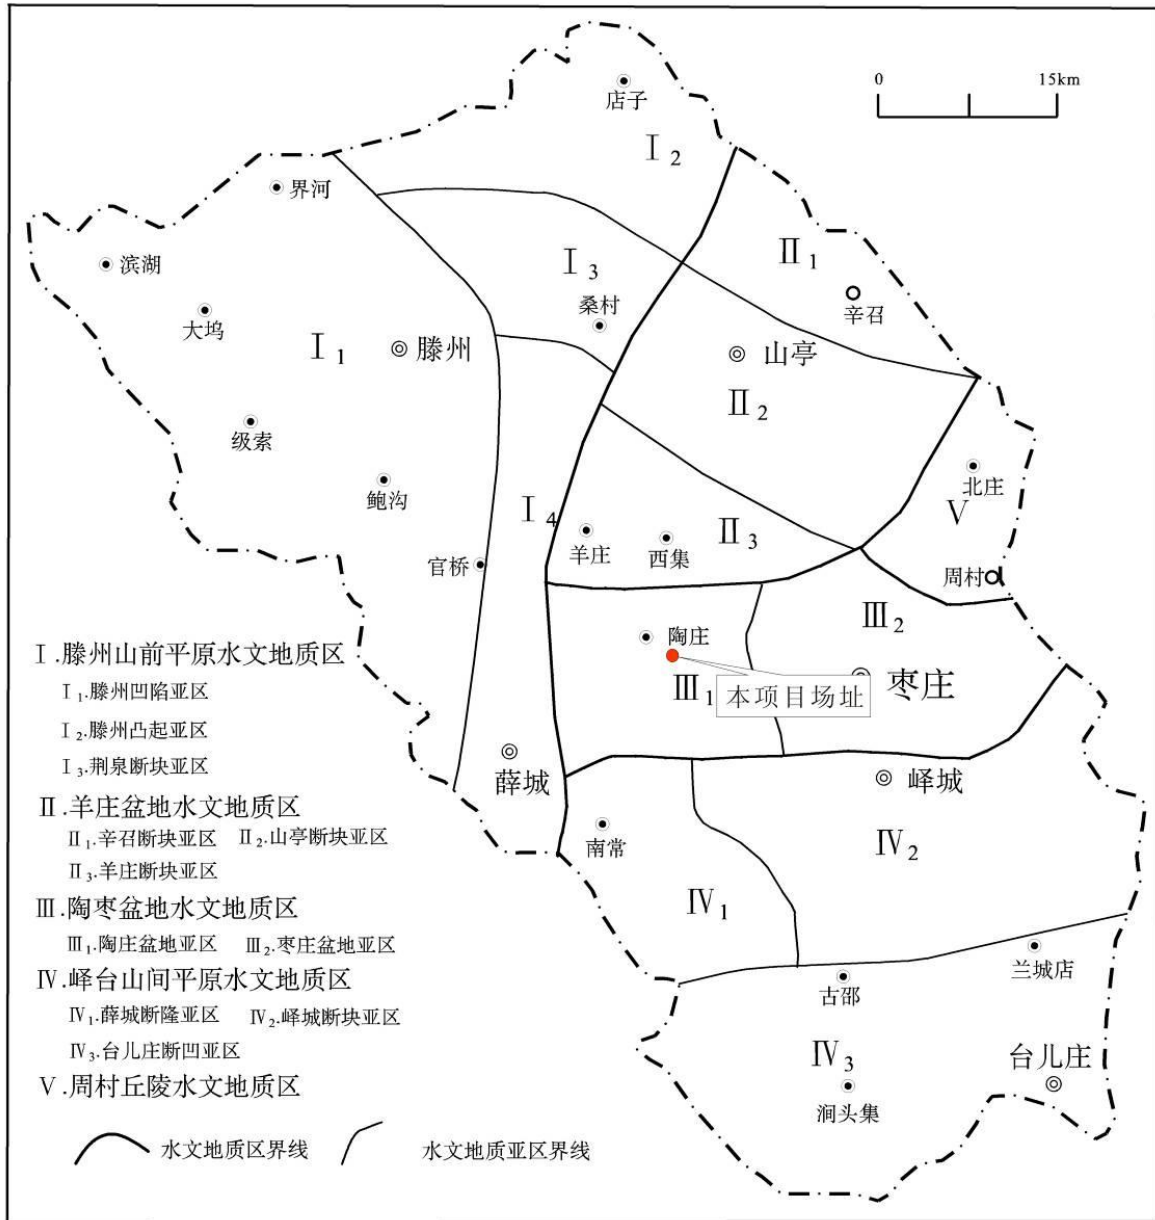 0 15km
店子
Ⅰ₂
界河
Ⅱ₁
滨湖
Ⅰ₃
桑村
辛召
大坞
Ⅰ₁
滕州
山亭
Ⅱ₂
级索
北庄
鲍沟
Ⅴ
Ⅰ₄
Ⅱ₃
羊庄
西集
官桥
周村
Ⅲ₂
陶庄
Ⅲ₁
本项目场址
枣庄
薛城
峄城
南常
Ⅳ₂
Ⅳ₁
兰城店
古邵
Ⅳ₃
台儿庄
涧头集
Ⅰ.滕州山前平原水文地质区
Ⅰ₁.滕州凹陷亚区
Ⅰ₂.滕州凸起亚区
Ⅰ₃.荆泉断块亚区
Ⅱ.羊庄盆地水文地质区
Ⅱ₁.辛召断块亚区 Ⅱ₂.山亭断块亚区
Ⅱ₃.羊庄断块亚区
Ⅲ.陶枣盆地水文地质区
Ⅲ₁.陶庄盆地亚区 Ⅲ₂.枣庄盆地亚区
Ⅳ.峄台山间平原水文地质区
Ⅳ₁.薛城断隆亚区 Ⅳ₂.峄城断块亚区
Ⅳ₃.台儿庄断凹亚区
Ⅴ.周村丘陵水文地质区
水文地质区界线 水文地质亚区界线